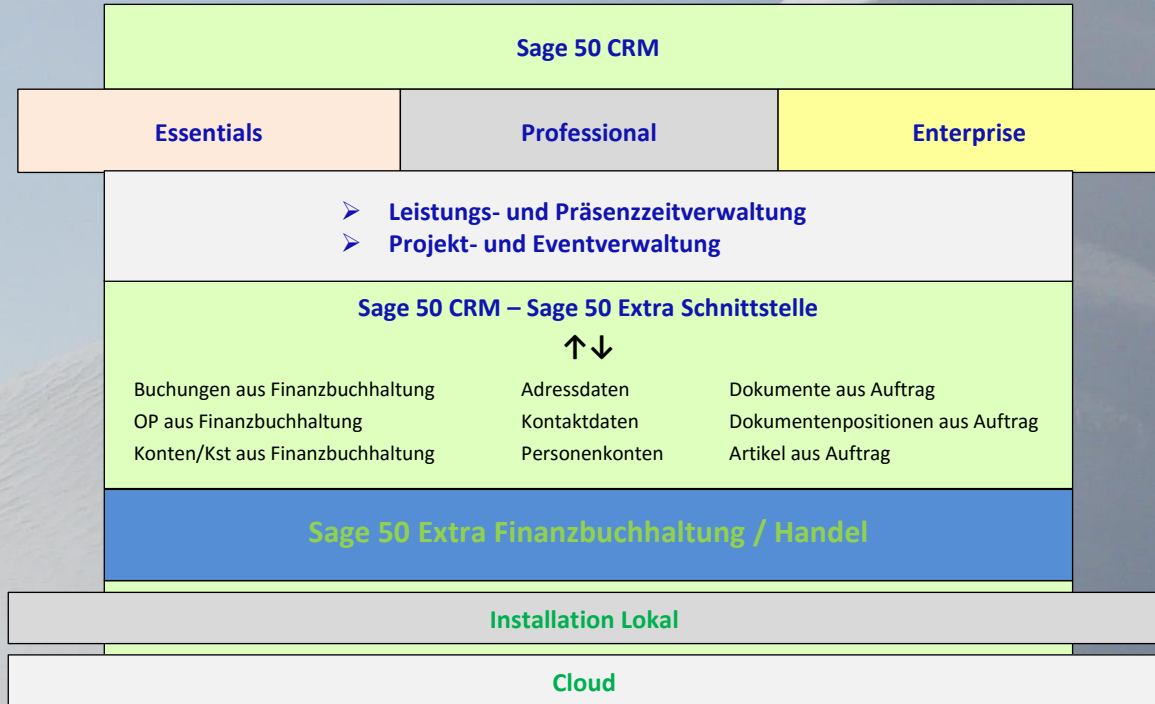 Sage 50 CRM
Essentials Professional Enterprise
➢ Leistungs- und Präsenzzeitverwaltung
➢ Projekt- und Eventverwaltung
Sage 50 CRM – Sage 50 Extra Schnittstelle
↑↓
Buchungen aus Finanzbuchhaltung Adressdaten Dokumente aus Auftrag
OP aus Finanzbuchhaltung Kontaktdaten Dokumentenpositionen aus Auftrag
Konten/Kst aus Finanzbuchhaltung Personenkonten Artikel aus Auftrag
Sage 50 Extra Finanzbuchhaltung / Handel
Installation Lokal
Cloud